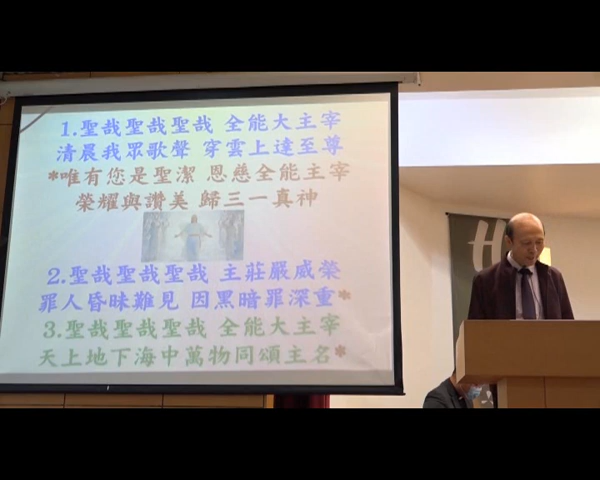 1.聖哉聖哉聖哉 全能大主宰
清晨我眾歌聲 穿雲上達至尊
*唯有您是聖潔 恩慈全能主宰
榮耀與讚美 歸三一真神
2.聖哉聖哉聖哉 主莊嚴威榮
罪人昏昧難見 因黑暗罪深重*
3.聖哉聖哉聖哉 全能大主宰
天上地下海中萬物同頌主名*